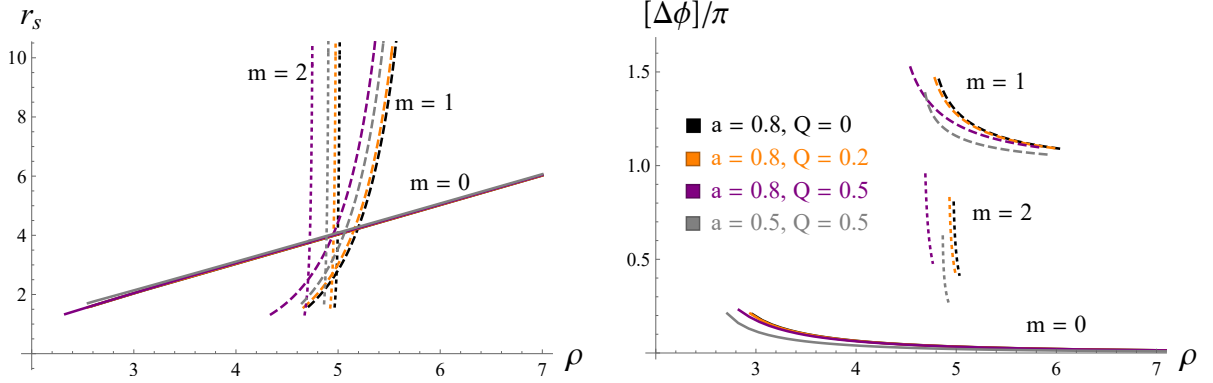 r_s
10
8
6
4
2
3
4
5
6
7
ρ
m = 2
m = 1
m = 0
[Δϕ]/π
1.5
1.0
0.5
3
4
5
6
7
ρ
m = 1
a = 0.8, Q = 0
a = 0.8, Q = 0.2
a = 0.8, Q = 0.5
a = 0.5, Q = 0.5
m = 2
m = 0